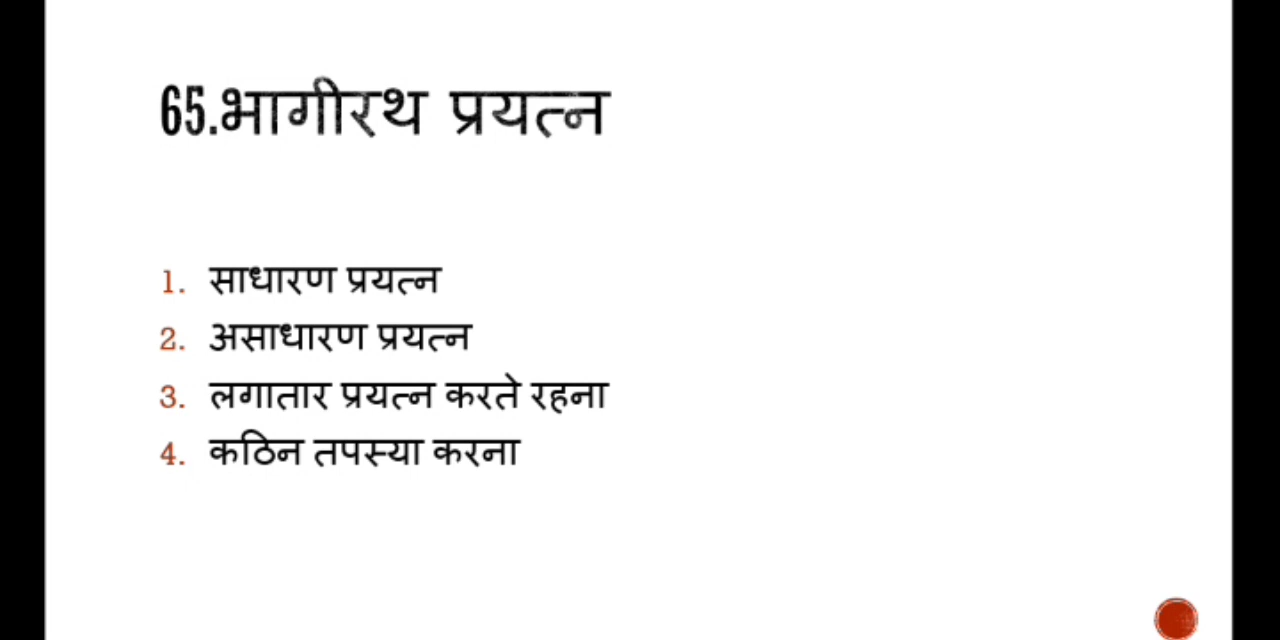 65.भागीरथ प्रयत्न
1. साधारण प्रयत्न
2. असाधारण प्रयत्न
3. लगातार प्रयत्न करते रहना
4. कठिन तपस्या करना